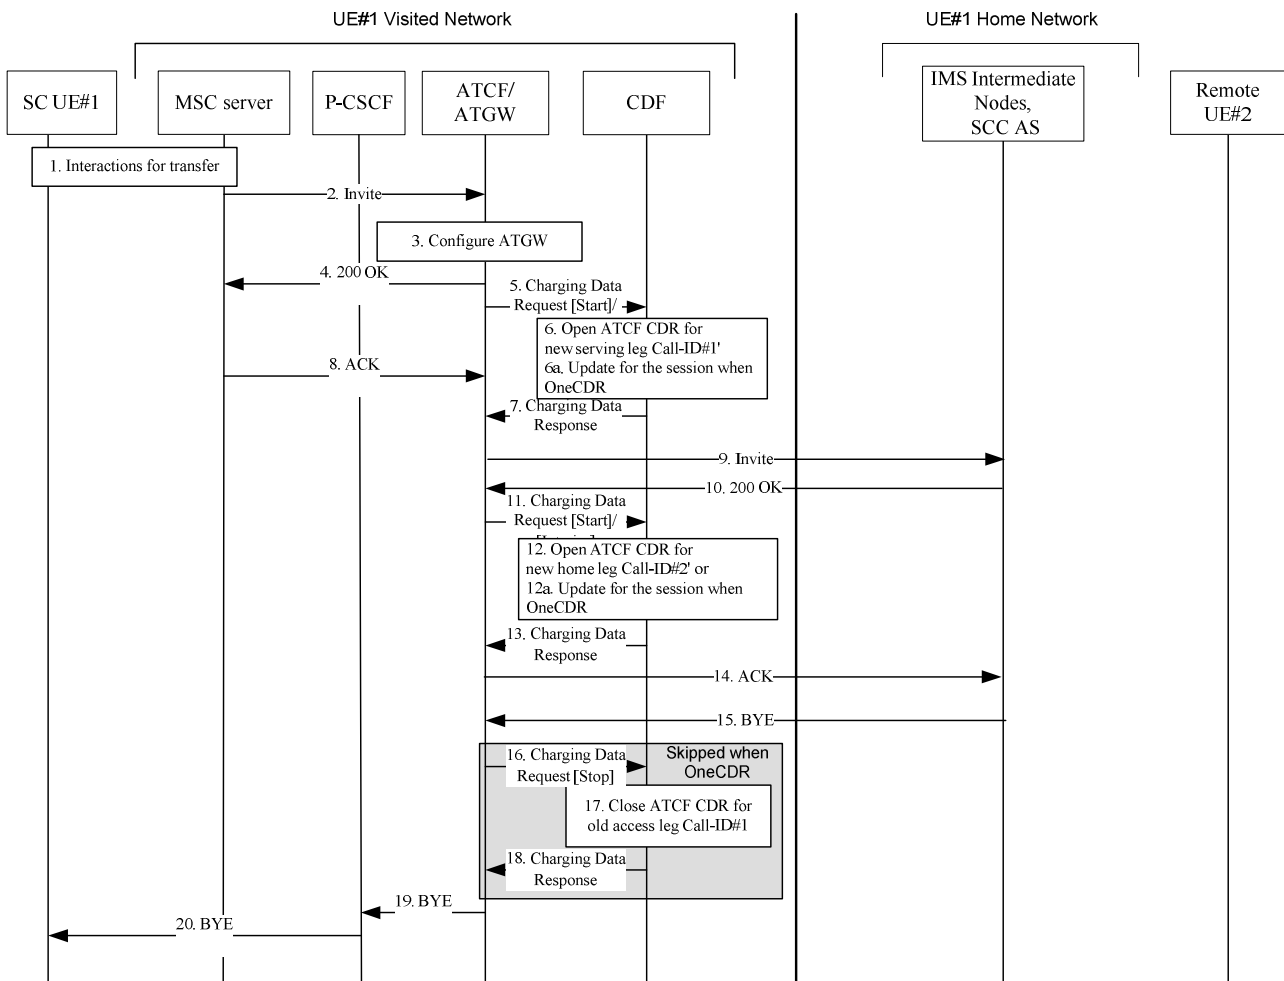 UE#1 Visited Network
UE#1 Home Network
SC UE#1
MSC server
P-CSCF
ATCF/
ATGW
CDF
IMS Intermediate
Nodes,
SCC AS
Remote
UE#2
1. Interactions for transfer
2. Invite
3. Configure ATGW
4. 200 OK
5. Charging Data
Request [Start]/
6. Open ATCF CDR for
new serving leg Call-ID#1'
6a. Update for the session when
OneCDR
8. ACK
7. Charging Data
Response
9. Invite
10. 200 OK
11. Charging Data
Request [Start]/
12. Open ATCF CDR for
new home leg Call-ID#2' or
12a. Update for the session when
OneCDR
13. Charging Data
Response
14. ACK
15. BYE
Skipped when
OneCDR
16. Charging Data
Request [Stop]
17. Close ATCF CDR for
old access leg Call-ID#1
18. Charging Data
Response
19. BYE
20. BYE